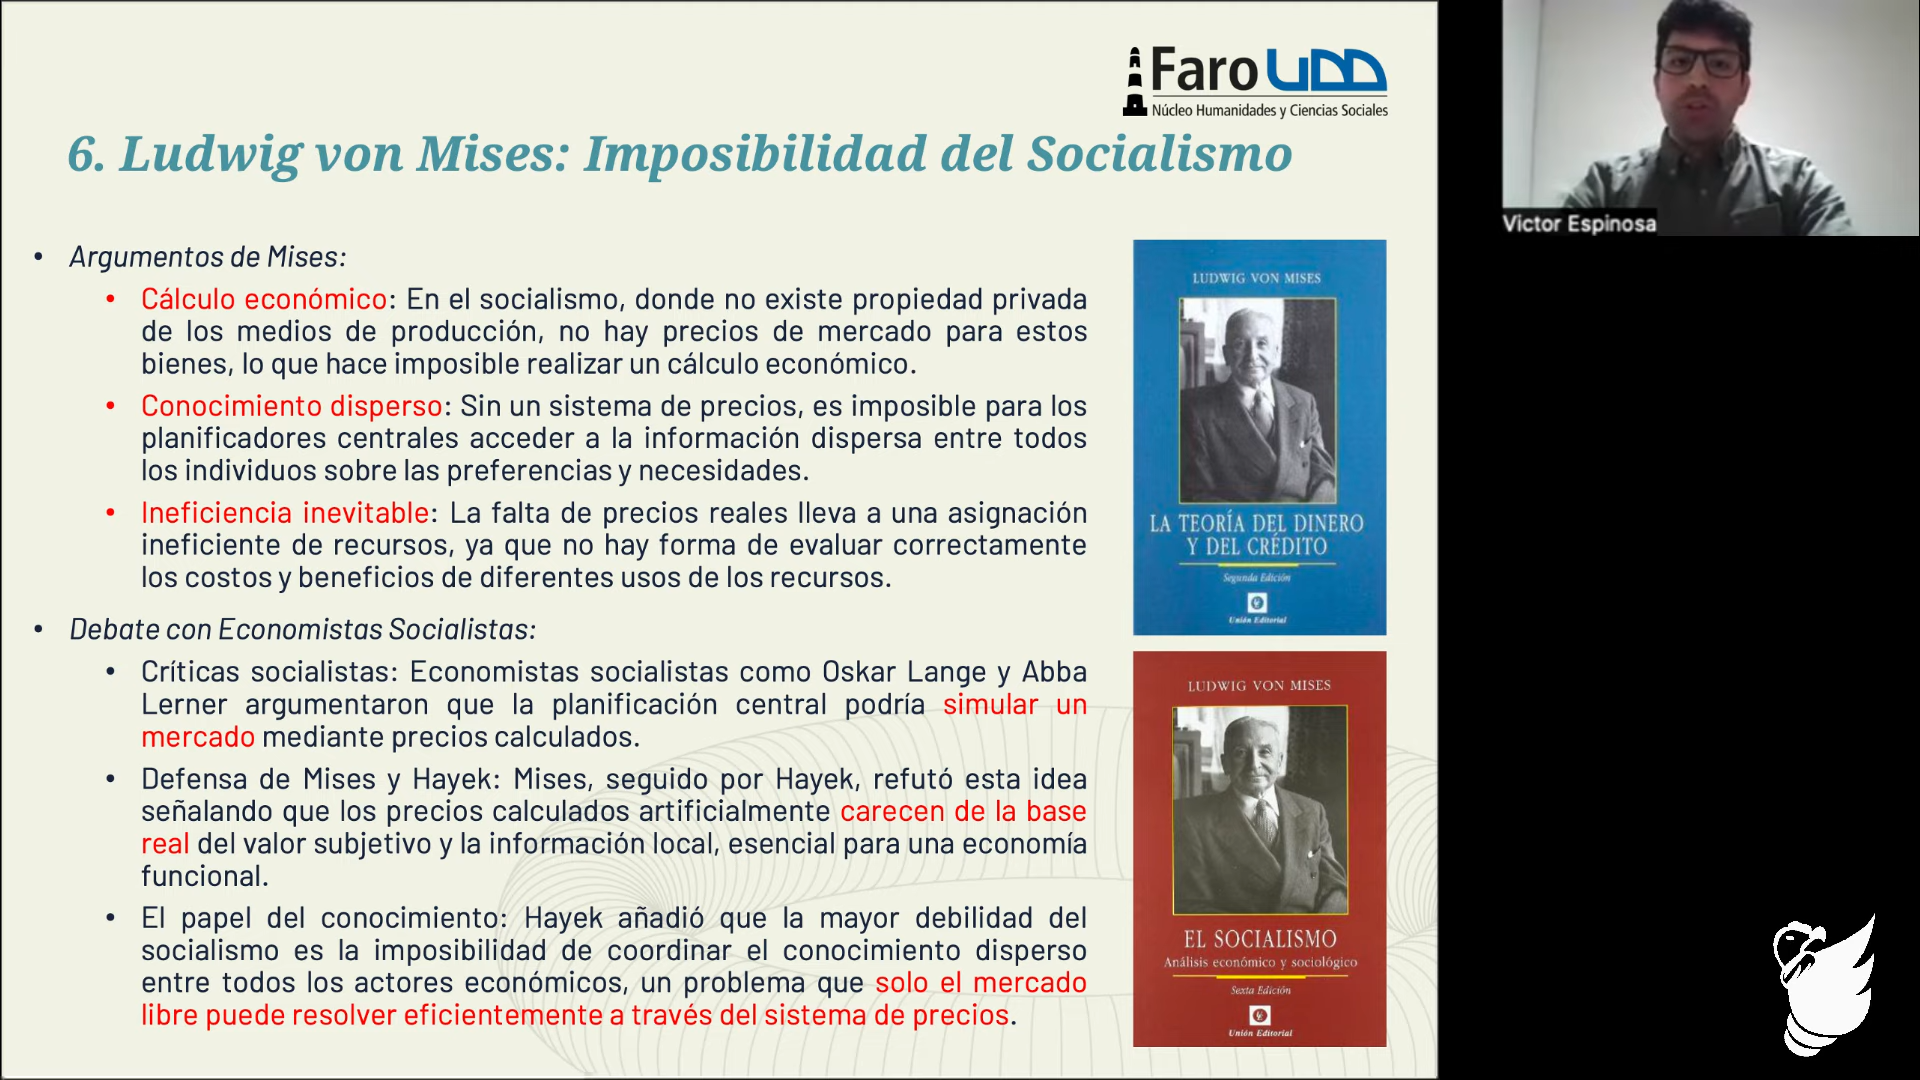 Faro UDD
Núcleo Humanidades y Ciencias Sociales
6. Ludwig von Mises: Imposibilidad del Socialismo
• Argumentos de Mises:
• Cálculo económico: En el socialismo, donde no existe propiedad privada
de los medios de producción, no hay precios de mercado para estos
bienes, lo que hace imposible realizar un cálculo económico.
• Conocimiento disperso: Sin un sistema de precios, es imposible para los
planificadores centrales acceder a la información dispersa entre todos
los individuos sobre las preferencias y necesidades.
• Ineficiencia inevitable: La falta de precios reales lleva a una asignación
ineficiente de recursos, ya que no hay forma de evaluar correctamente
los costos y beneficios de diferentes usos de los recursos.
• Debate con Economistas Socialistas:
• Críticas socialistas: Economistas socialistas como Oskar Lange y Abba
Lerner argumentaron que la planificación central podría simular un
mercado mediante precios calculados.
• Defensa de Mises y Hayek: Mises, seguido por Hayek, refutó esta idea
señalando que los precios calculados artificialmente carecen de la base
real del valor subjetivo y la información local, esencial para una economía
funcional.
• El papel del conocimiento: Hayek añadió que la mayor debilidad del
socialismo es la imposibilidad de coordinar el conocimiento disperso
entre todos los actores económicos, un problema que solo el mercado
libre puede resolver eficientemente a través del sistema de precios.
LUDWIG VON MISES
LA TEORÍA DEL DINERO
Y DEL CRÉDITO
Segunda Edición
Unión Editorial
LUDWIG VON MISES
EL SOCIALISMO
Análisis económico y sociológico
Sexta Edición
Unión Editorial
Victor Espinosa